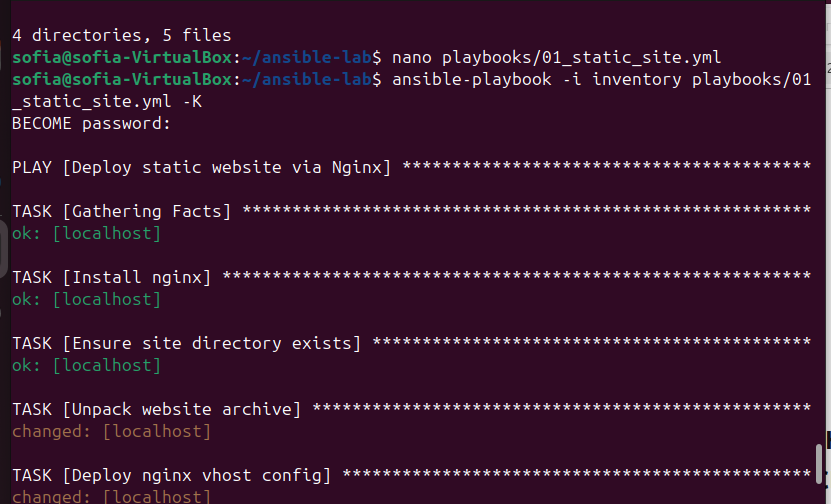 4 directories, 5 files
sofia@sofia-VirtualBox:~/ansible-lab$ nano playbooks/01_static_site.yml
sofia@sofia-VirtualBox:~/ansible-lab$ ansible-playbook -i inventory playbooks/01
_static_site.yml -K
BECOME password:
PLAY [Deploy static website via Nginx] *****************************************
TASK [Gathering Facts] *********************************************************
ok: [localhost]
TASK [Install nginx] ***********************************************************
ok: [localhost]
TASK [Ensure site directory exists] ********************************************
ok: [localhost]
TASK [Unpack website archive] **************************************************
changed: [localhost]
TASK [Deploy nginx vhost config] ***********************************************
changed: [localhost]